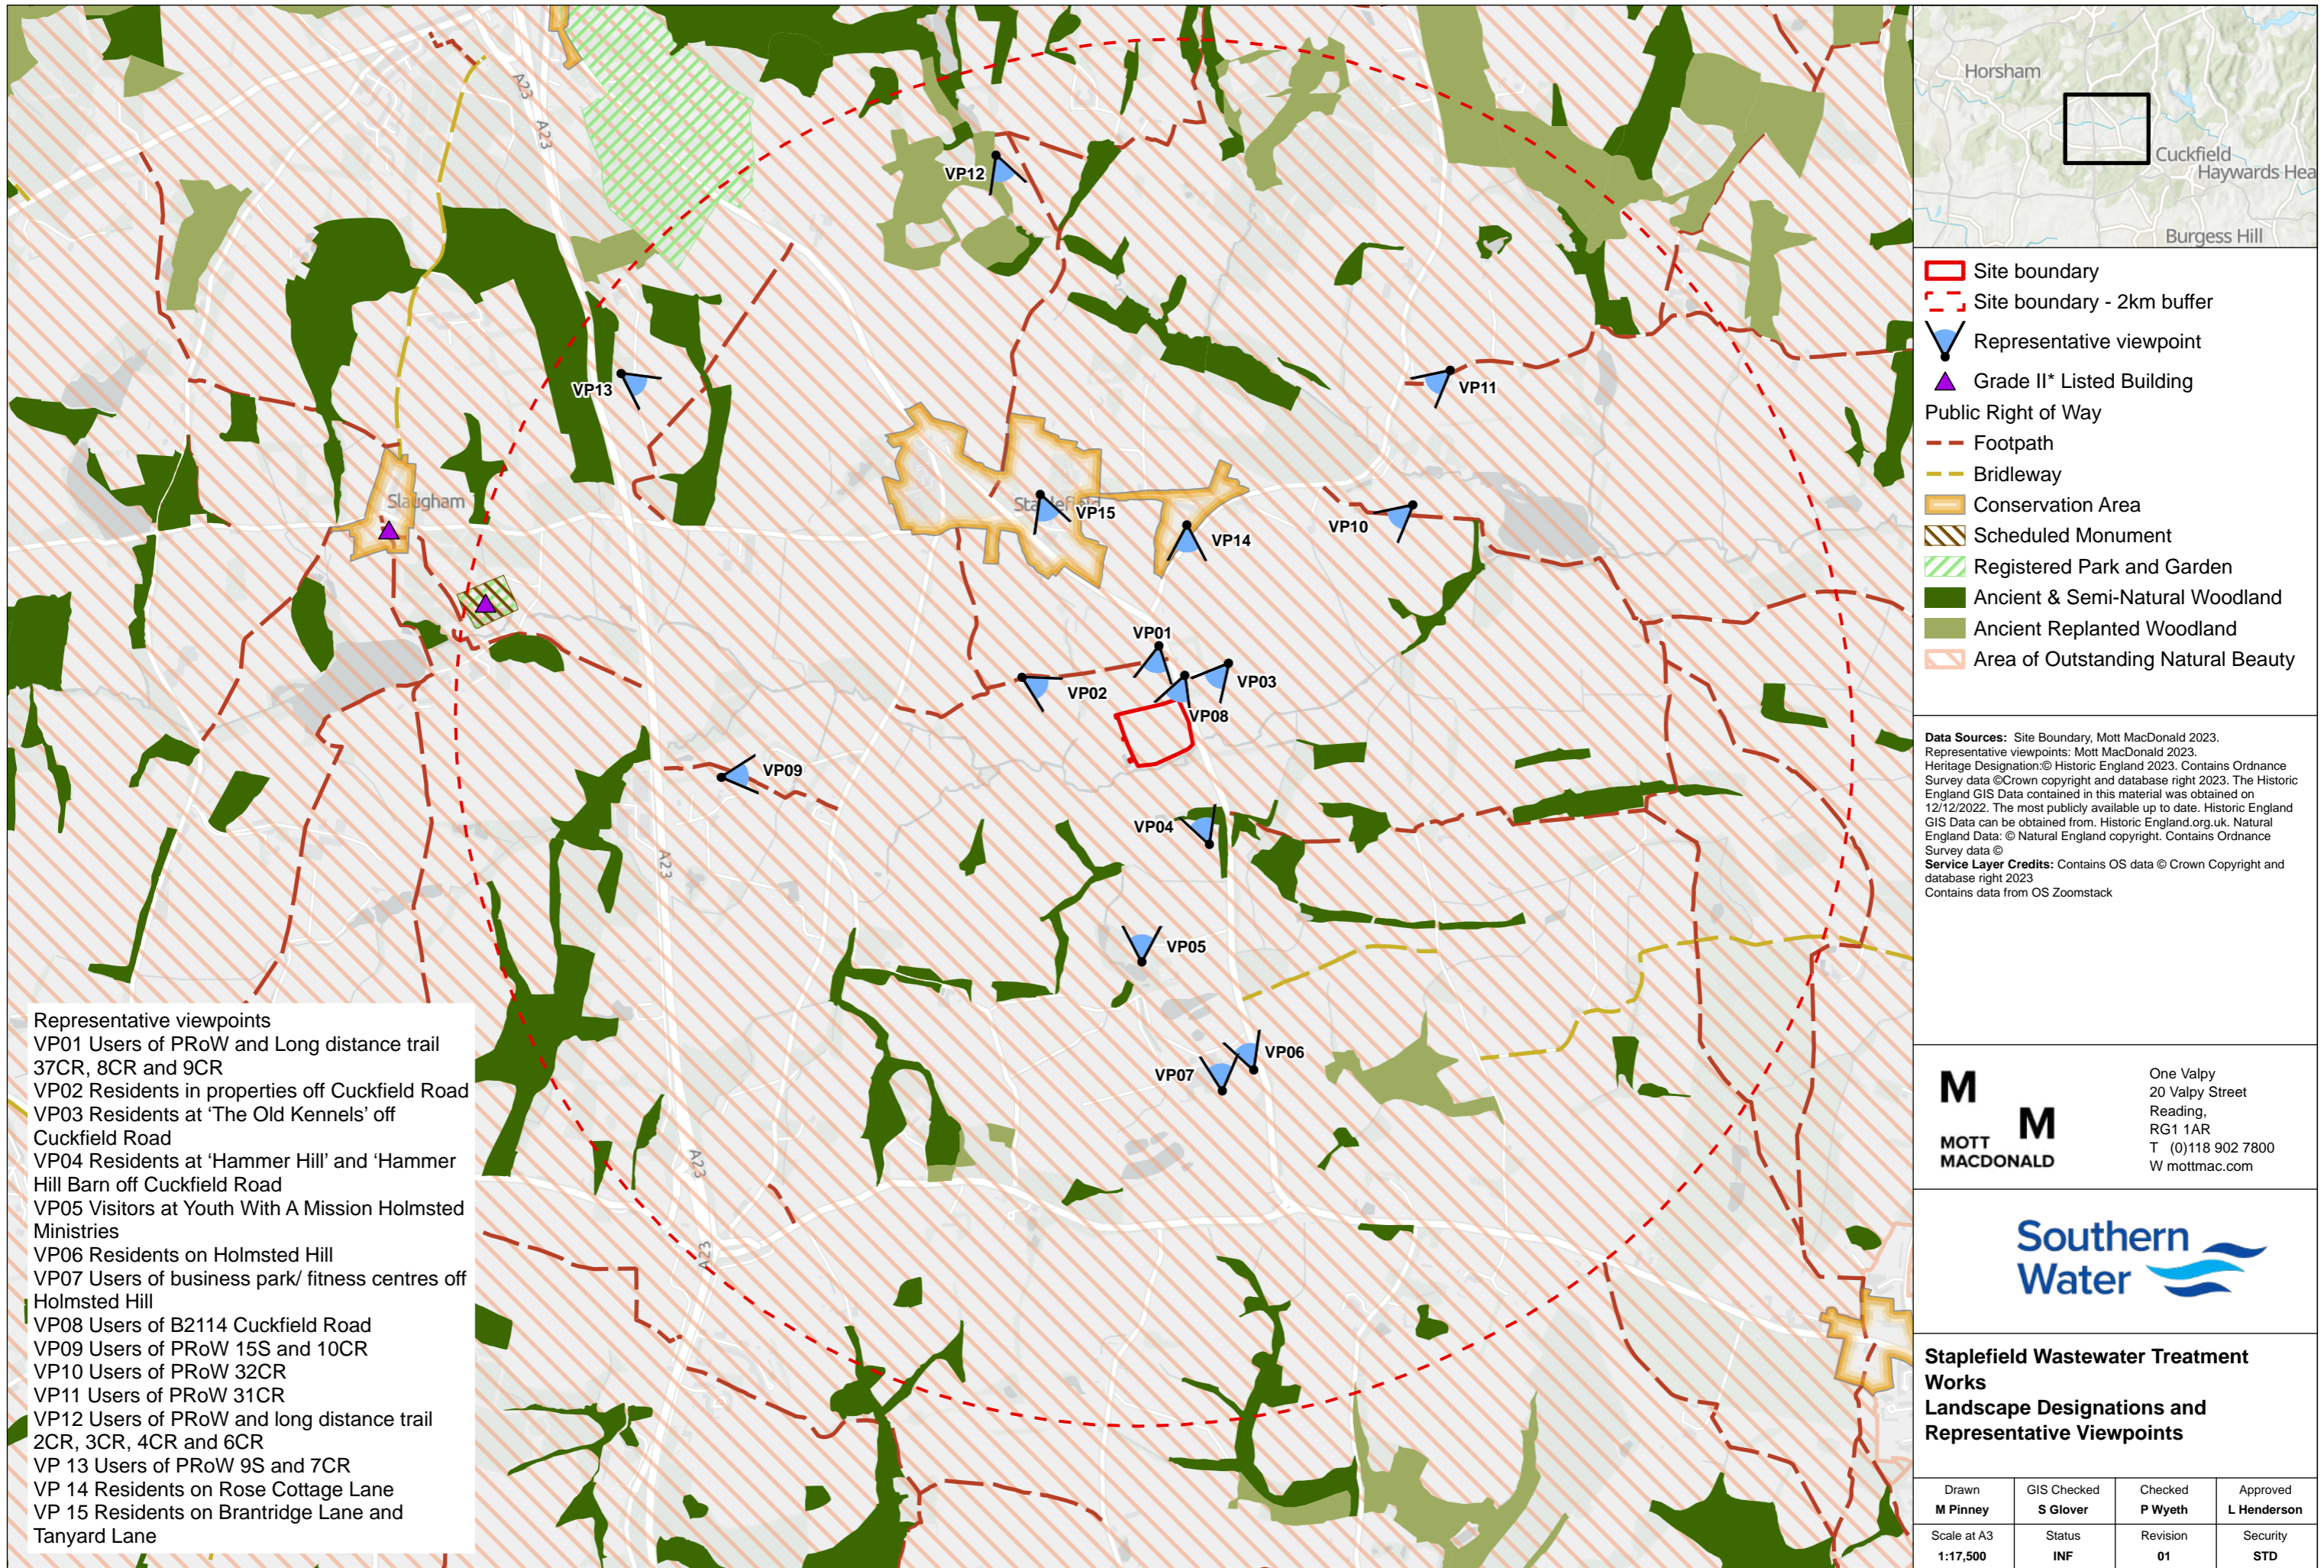 A23
A23
VP12
VP13
VP11
Slaugham
Staplefield
VP15
VP14
VP10
VP01
VP02
VP03
VP08
VP09
VP04
A23
VP05
VP06
VP07
A23
A23
Representative viewpoints
VP01 Users of PRoW and Long distance trail
37CR, 8CR and 9CR
VP02 Residents in properties off Cuckfield Road
VP03 Residents at ‘The Old Kennels’ off
Cuckfield Road
VP04 Residents at ‘Hammer Hill’ and ‘Hammer
Hill Barn off Cuckfield Road
VP05 Visitors at Youth With A Mission Holmsted
Ministries
VP06 Residents on Holmsted Hill
VP07 Users of business park/ fitness centres off
Holmsted Hill
VP08 Users of B2114 Cuckfield Road
VP09 Users of PRoW 15S and 10CR
VP10 Users of PRoW 32CR
VP11 Users of PRoW 31CR
VP12 Users of PRoW and long distance trail
2CR, 3CR, 4CR and 6CR
VP 13 Users of PRoW 9S and 7CR
VP 14 Residents on Rose Cottage Lane
VP 15 Residents on Brantridge Lane and
Tanyard Lane
Horsham
Cuckfield
Haywards Hea
Burgess Hill
Site boundary
Site boundary - 2km buffer
Representative viewpoint
Grade II* Listed Building
Public Right of Way
Footpath
Bridleway
Conservation Area
Scheduled Monument
Registered Park and Garden
Ancient & Semi-Natural Woodland
Ancient Replanted Woodland
Area of Outstanding Natural Beauty
Data Sources: Site Boundary, Mott MacDonald 2023.
Representative viewpoints: Mott MacDonald 2023.
Heritage Designation:© Historic England 2023. Contains Ordnance
Survey data ©Crown copyright and database right 2023. The Historic
England GIS Data contained in this material was obtained on
12/12/2022. The most publicly available up to date. Historic England
GIS Data can be obtained from. Historic England.org.uk. Natural
England Data: © Natural England copyright. Contains Ordnance
Survey data ©
Service Layer Credits: Contains OS data © Crown Copyright and
database right 2023
Contains data from OS Zoomstack
M
M
MOTT
MACDONALD
One Valpy
20 Valpy Street
Reading,
RG1 1AR
T (0)118 902 7800
W mottmac.com
Southern
Water
Staplefield Wastewater Treatment
Works
Landscape Designations and
Representative Viewpoints
Drawn GIS Checked Checked Approved
M Pinney S Glover P Wyeth L Henderson
Scale at A3 Status Revision Security
1:17,500 INF 01 STD